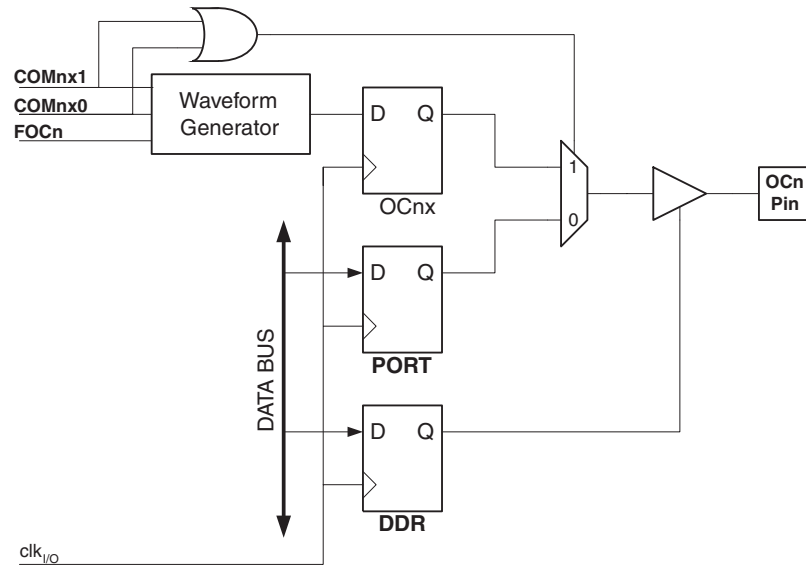 COMnx1
COMnx0
FOCn
Waveform
Generator
D Q
OCnx
1
0
OCn
Pin
D Q
PORT
DATA BUS
D Q
DDR
clkI/O